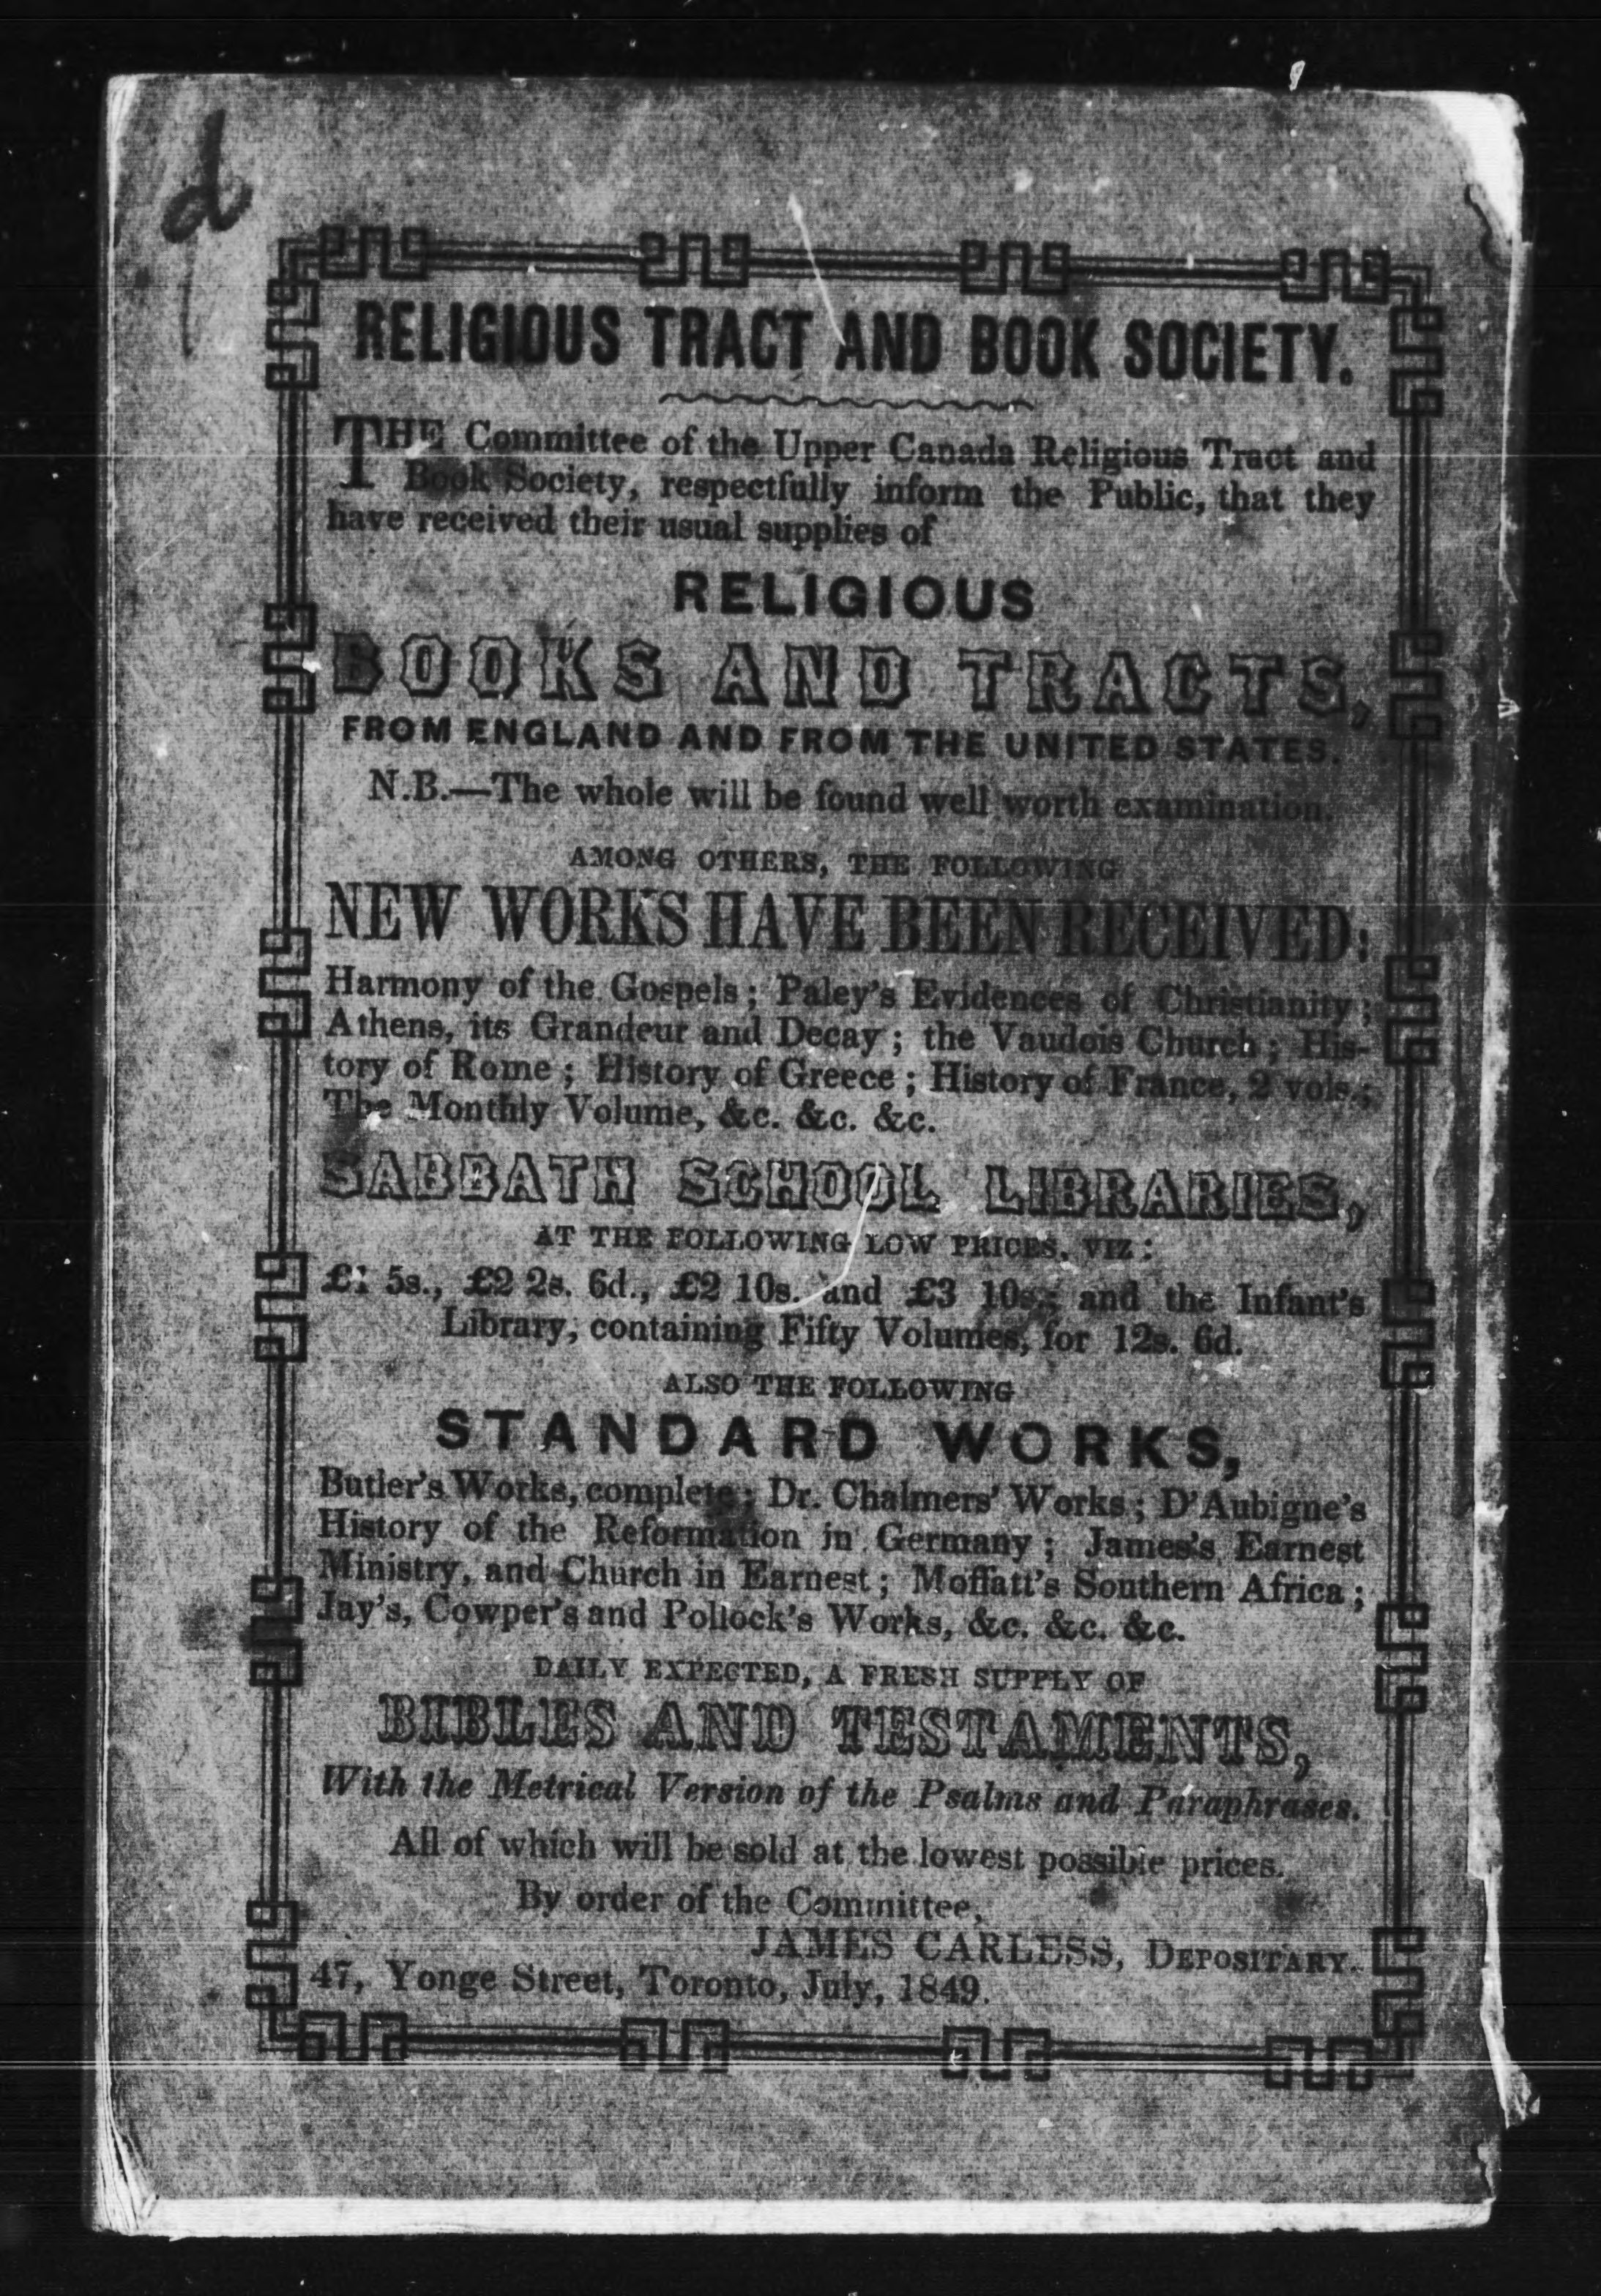 d
RELIGIOUS TRACT AND BOOK SOCIETY.
THE Committee of the Upper Canada Religious Tract and
Book Society, respectfully inform the Public, that they
have received their usual supplies of
RELIGIOUS
BOOKS AND TRACTS,
FROM ENGLAND AND FROM THE UNITED STATES.
N.B.—The whole will be found well worth examination.
AMONG OTHERS, THE FOLLOWING
NEW WORKS HAVE BEEN RECEIVED:
Harmony of the Gospels; Paley's Evidences of Christianity;
Athens, its Grandeur and Decay; the Vaudois Church; His-
tory of Rome; History of Greece; History of France, 2 vols.;
The Monthly Volume, &c. &c. &c.
SABBATH SCHOOL LIBRARIES,
AT THE FOLLOWING LOW PRICES, VIZ:
£1 5s., £2 2s. 6d., £2 10s. and £3 10s.; and the Infant's
Library, containing Fifty Volumes, for 12s. 6d.
ALSO THE FOLLOWING
STANDARD WORKS,
Butler's Works, complete; Dr. Chalmers' Works; D'Aubigne's
History of the Reformation in Germany; James's Earnest
Ministry, and Church in Earnest; Moffatt's Southern Africa;
Jay's, Cowper's and Pollock's Works, &c. &c. &c.
DAILY EXPECTED, A FRESH SUPPLY OF
BIBLES AND TESTAMENTS,
With the Metrical Version of the Psalms and Paraphrases.
All of which will be sold at the lowest possible prices.
By order of the Committee,
JAMES CARLESS, DEPOSITARY.
47, Yonge Street, Toronto, July, 1849.